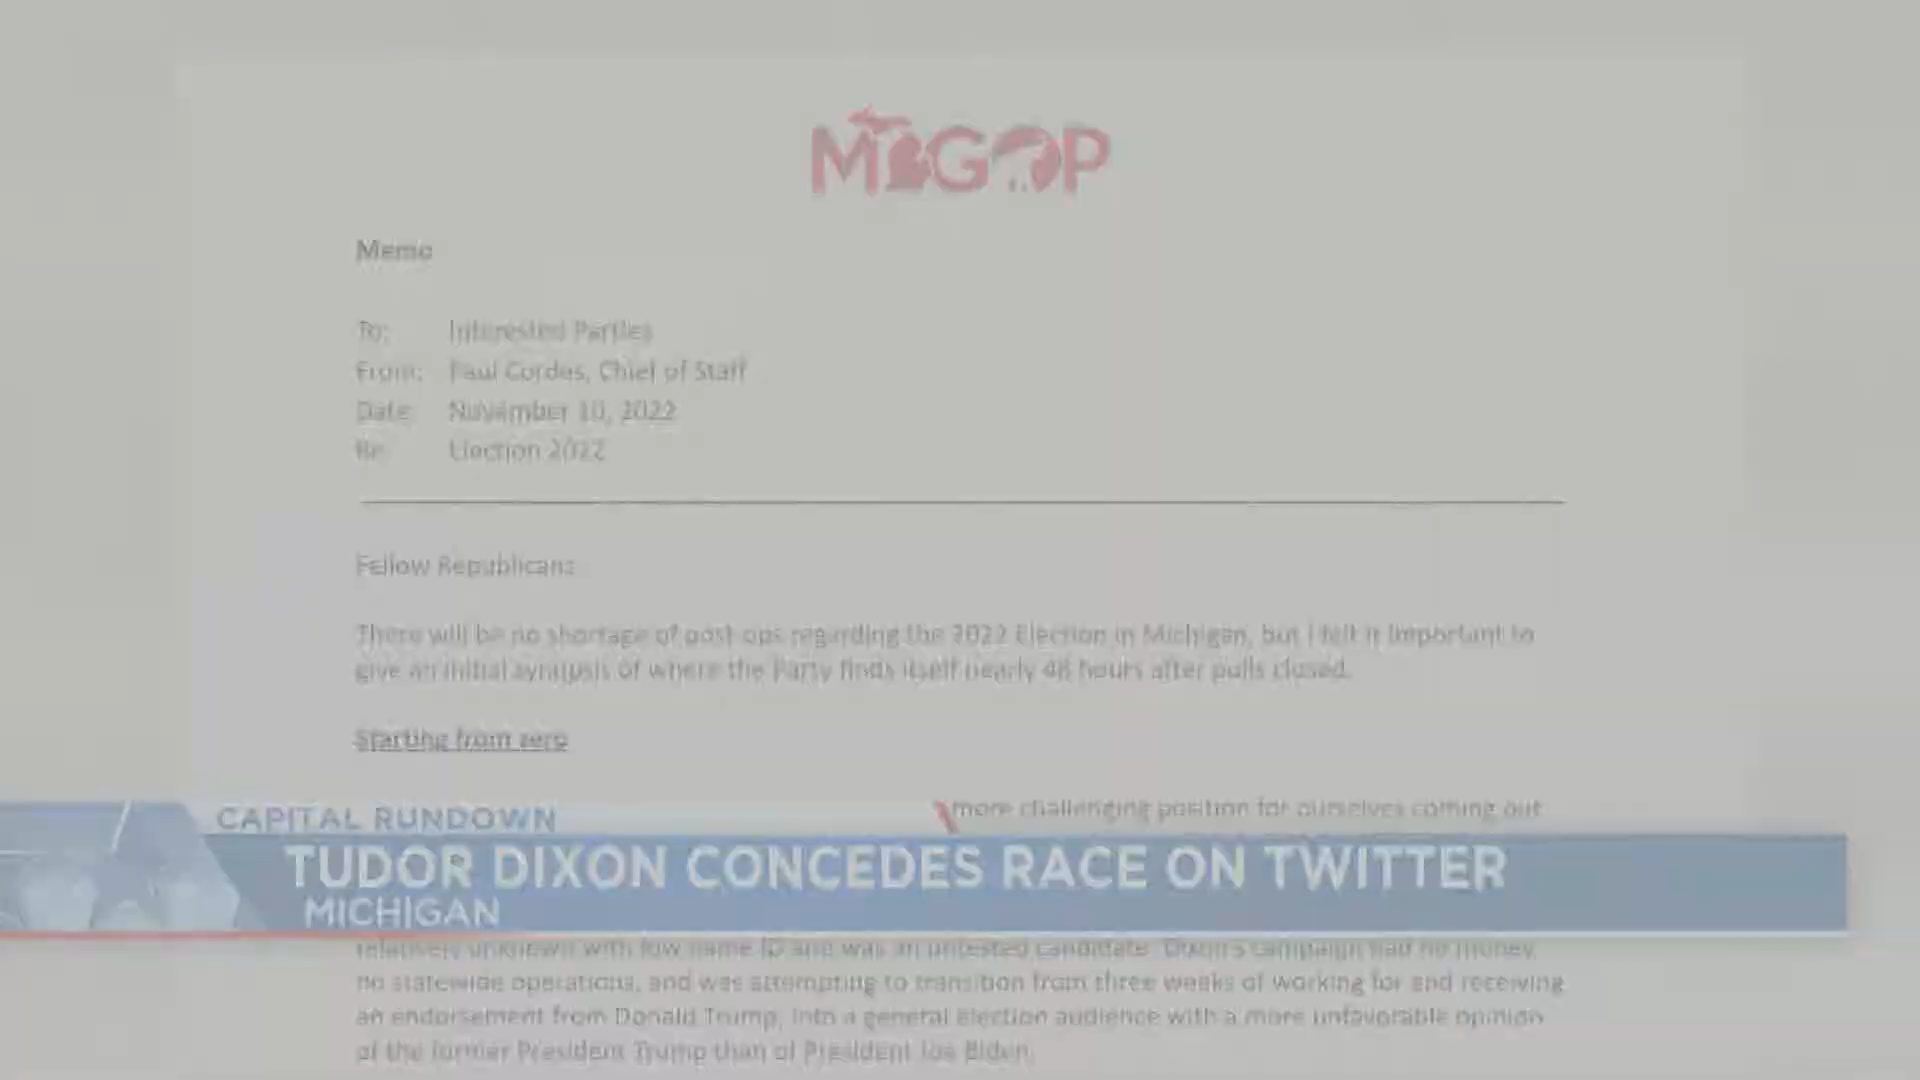 MIGOP
Memo
To: Interested Parties
From: Paul Cordes, Chief of Staff
Date: November 10, 2022
Re: Election 2022
Fellow Republicans
There will be no shortage of post ops regarding the 2022 Election in Michigan, but I felt it important to
give an initial synopsis of where the Party finds itself nearly 48 hours after polls closed.
Starting from zero
more challenging position for ourselves coming out
CAPITAL RUNDOWN
TUDOR DIXON CONCEDES RACE ON TWITTER
MICHIGAN
relatively unknown with low name ID and was an untested candidate. Dixon's campaign had no money,
no statewide operations, and was attempting to transition from three weeks of working for and receiving
an endorsement from Donald Trump, into a general election audience with a more unfavorable opinion
of the former President Trump than of President Joe Biden.